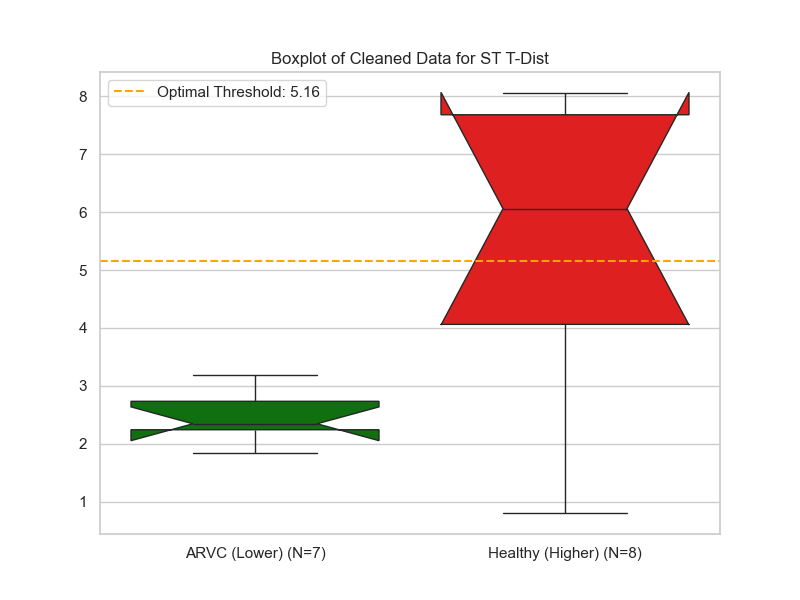 Boxplot of Cleaned Data for ST T-Dist
Optimal Threshold: 5.16
8
7
6
5
4
3
2
1
ARVC (Lower) (N=7)
Healthy (Higher) (N=8)